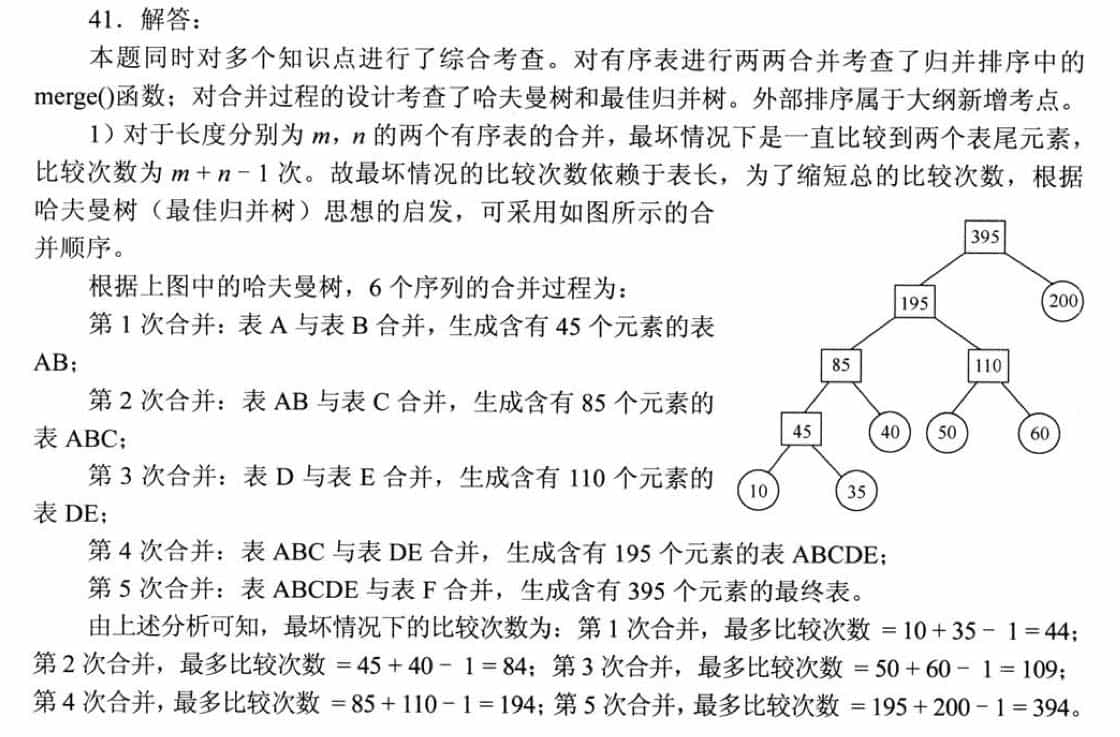 41．解答：
本题同时对多个知识点进行了综合考查。对有序表进行两两合并考查了归并排序中的
merge()函数；对合并过程的设计考查了哈夫曼树和最佳归并树。外部排序属于大纲新增考点。
1）对于长度分别为 m，n 的两个有序表的合并，最坏情况下是一直比较到两个表尾元素，
比较次数为 m + n − 1 次。故最坏情况的比较次数依赖于表长，为了缩短总的比较次数，根据
哈夫曼树（最佳归并树）思想的启发，可采用如图所示的合
并顺序。
根据上图中的哈夫曼树，6 个序列的合并过程为：
第 1 次合并：表 A 与表 B 合并，生成含有 45 个元素的表
AB；
第 2 次合并：表 AB 与表 C 合并，生成含有 85 个元素的
表 ABC；
第 3 次合并：表 D 与表 E 合并，生成含有 110 个元素的
表 DE；
395
195
200
85
110
45
40
50
60
10
35
第 4 次合并：表 ABC 与表 DE 合并，生成含有 195 个元素的表 ABCDE；
第 5 次合并：表 ABCDE 与表 F 合并，生成含有 395 个元素的最终表。
由上述分析可知，最坏情况下的比较次数为：第 1 次合并，最多比较次数 = 10 + 35 − 1 = 44；
第 2 次合并，最多比较次数 = 45 + 40 − 1 = 84；第 3 次合并，最多比较次数 = 50 + 60 − 1 = 109；
第 4 次合并，最多比较次数 = 85 + 110 − 1 = 194；第 5 次合并，最多比较次数 = 195 + 200 − 1 = 394。